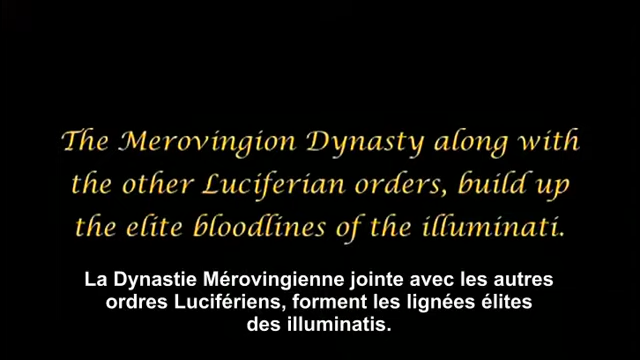 The Merovingion Dynasty along with
the other Luciferian orders, build up
the elite bloodlines of the illuminati.
La Dynastie Mérovingienne jointe avec les autres
ordres Lucifériens, forment les lignées élites
des illuminatis.